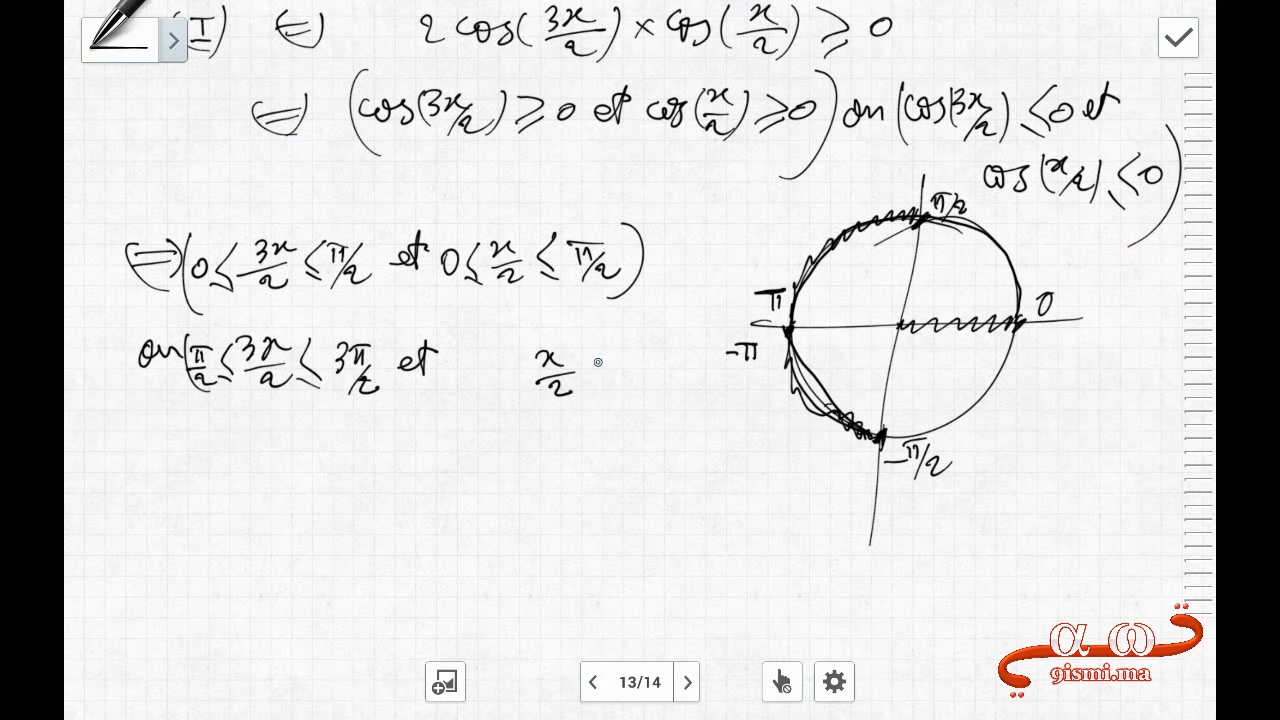 (I) ⇔ 2 cos(3x/2) × cos(x/2) ≥ 0
⇔ (cos(3x/2) ≥ 0 et cos(x/2) ≥ 0) ou (cos(3x/2) ≤ 0 et
cos(x/2) ≤ 0)
π/2
⇔ (0 ≤ 3x/2 ≤ π/2 et 0 ≤ x/2 ≤ π/2)
π
0
ou (π/2 ≤ 3x/2 ≤ 3π/2 et x/2
-π
-π/2
α ω
gismi.ma
13/14